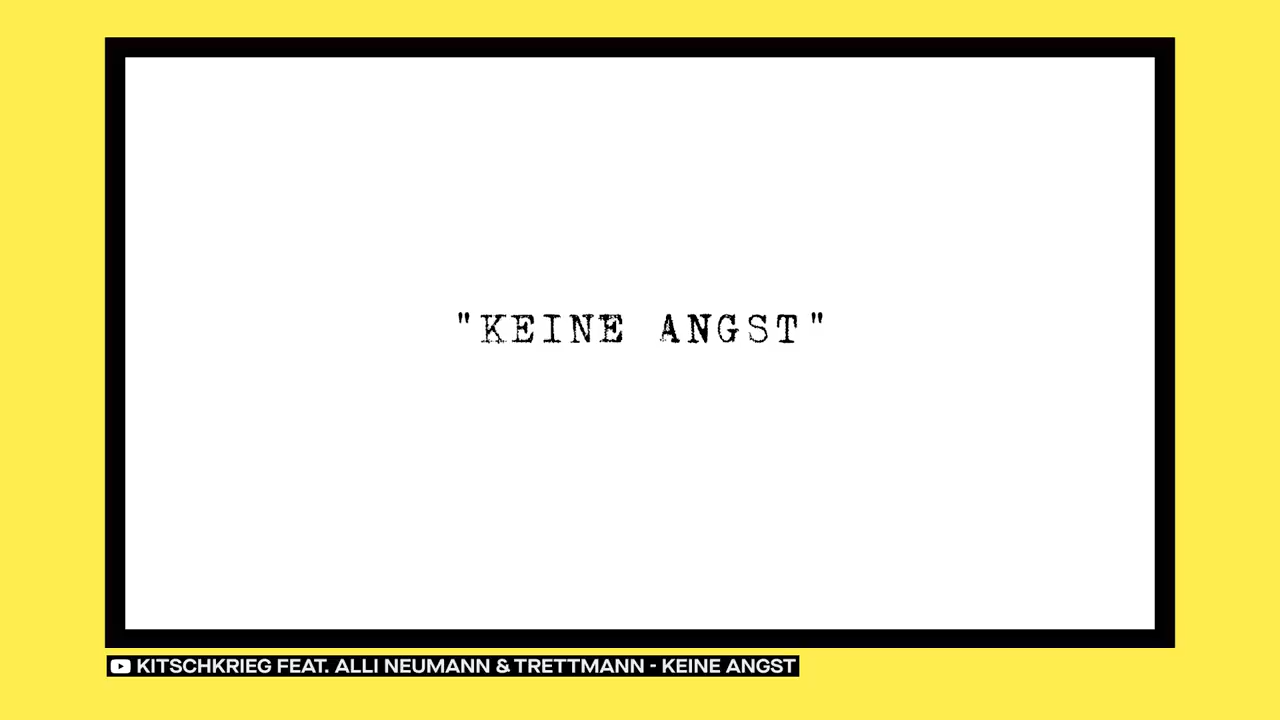 "KEINE ANGST"
KITSCHKRIEG FEAT. ALLI NEUMANN & TRETTMANN - KEINE ANGST